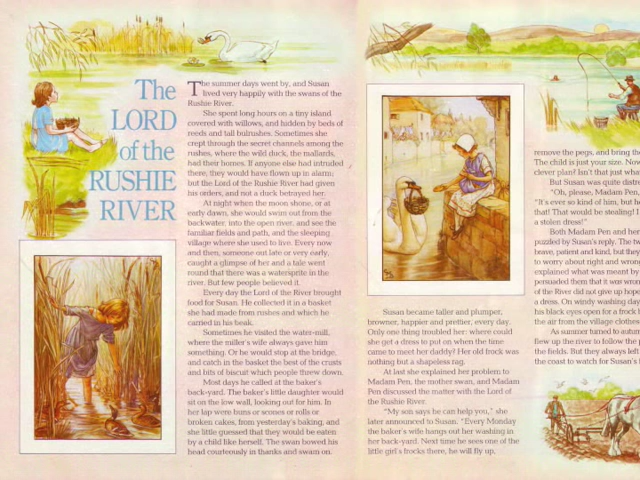 The
LORD
of the
RUSHIE
RIVER
The summer days went by, and Susan
lived very happily with the swans of the
Rushie River.
She spent long hours on a tiny island
covered with willows, and hidden by beds of
reeds and tall bulrushes. Sometimes she
crept through the secret channels among the
rushes, where the wild duck, the mallards,
had their homes. If anyone else had intruded
there, they would have flown up in alarm;
but the Lord of the Rushie River had given
his orders, and not a duck betrayed her.
At night when the moon shone, or at
early dawn, she would swim out from the
backwater, into the open river, and see the
familiar fields and path, and the sleeping
village where she used to live. Every now
and then, someone out late or very early,
caught a glimpse of her and a tale went
round that there was a watersprite in the
river. But few people believed it.
Every day the Lord of the River brought
food for Susan. He collected it in a basket
she had made from rushes and which he
carried in his beak.
Sometimes he visited the water-mill,
where the miller's wife always gave him
something. Or he would stop at the bridge,
and catch in the basket the best of the crusts
and bits of biscuit which people threw down.
Most days he called at the baker's
back-yard. The baker's little daughter would
sit on the low wall, looking out for him. In
her lap were buns or scones or rolls or
broken cakes, from yesterday's baking; and
she little guessed that they would be eaten
by a child like herself. The swan bowed his
head courteously in thanks and swam on.
Susan became taller and plumper,
browner, happier and prettier, every day.
Only one thing troubled her: where could
she get a dress to put on when the time
came to meet her daddy? Her old frock was
nothing but a shapeless rag.
At last she explained her problem to
Madam Pen, the mother swan, and Madam
Pen discussed the matter with the Lord of
the Rushie River.
"My son says he can help you," she
later announced to Susan. "Every Monday
the baker's wife hangs out her washing in
her back-yard. Next time he sees one of the
little girl's frocks there, he will fly up,
remove the pegs, and bring
The child is just your size. Now
clever plan? Isn't that just wha
But Susan was quite distr
"Oh, please, Madam Pen,
"It's ever so kind of him, but
that! That would be stealing!
a stolen dress!"
Both Madam Pen and her
puzzled by Susan's reply. The
brave, patient and kind, but they
to worry about right and wrong
explained what was meant by
persuaded them that it was wron
of the River did not give up hope
a dress. On windy washing day
his black eyes open for a frock
the air from the village clothes
As summer turned to autum
flew up the river to follow the p
the fields. But they always left
the coast to watch for Susan's